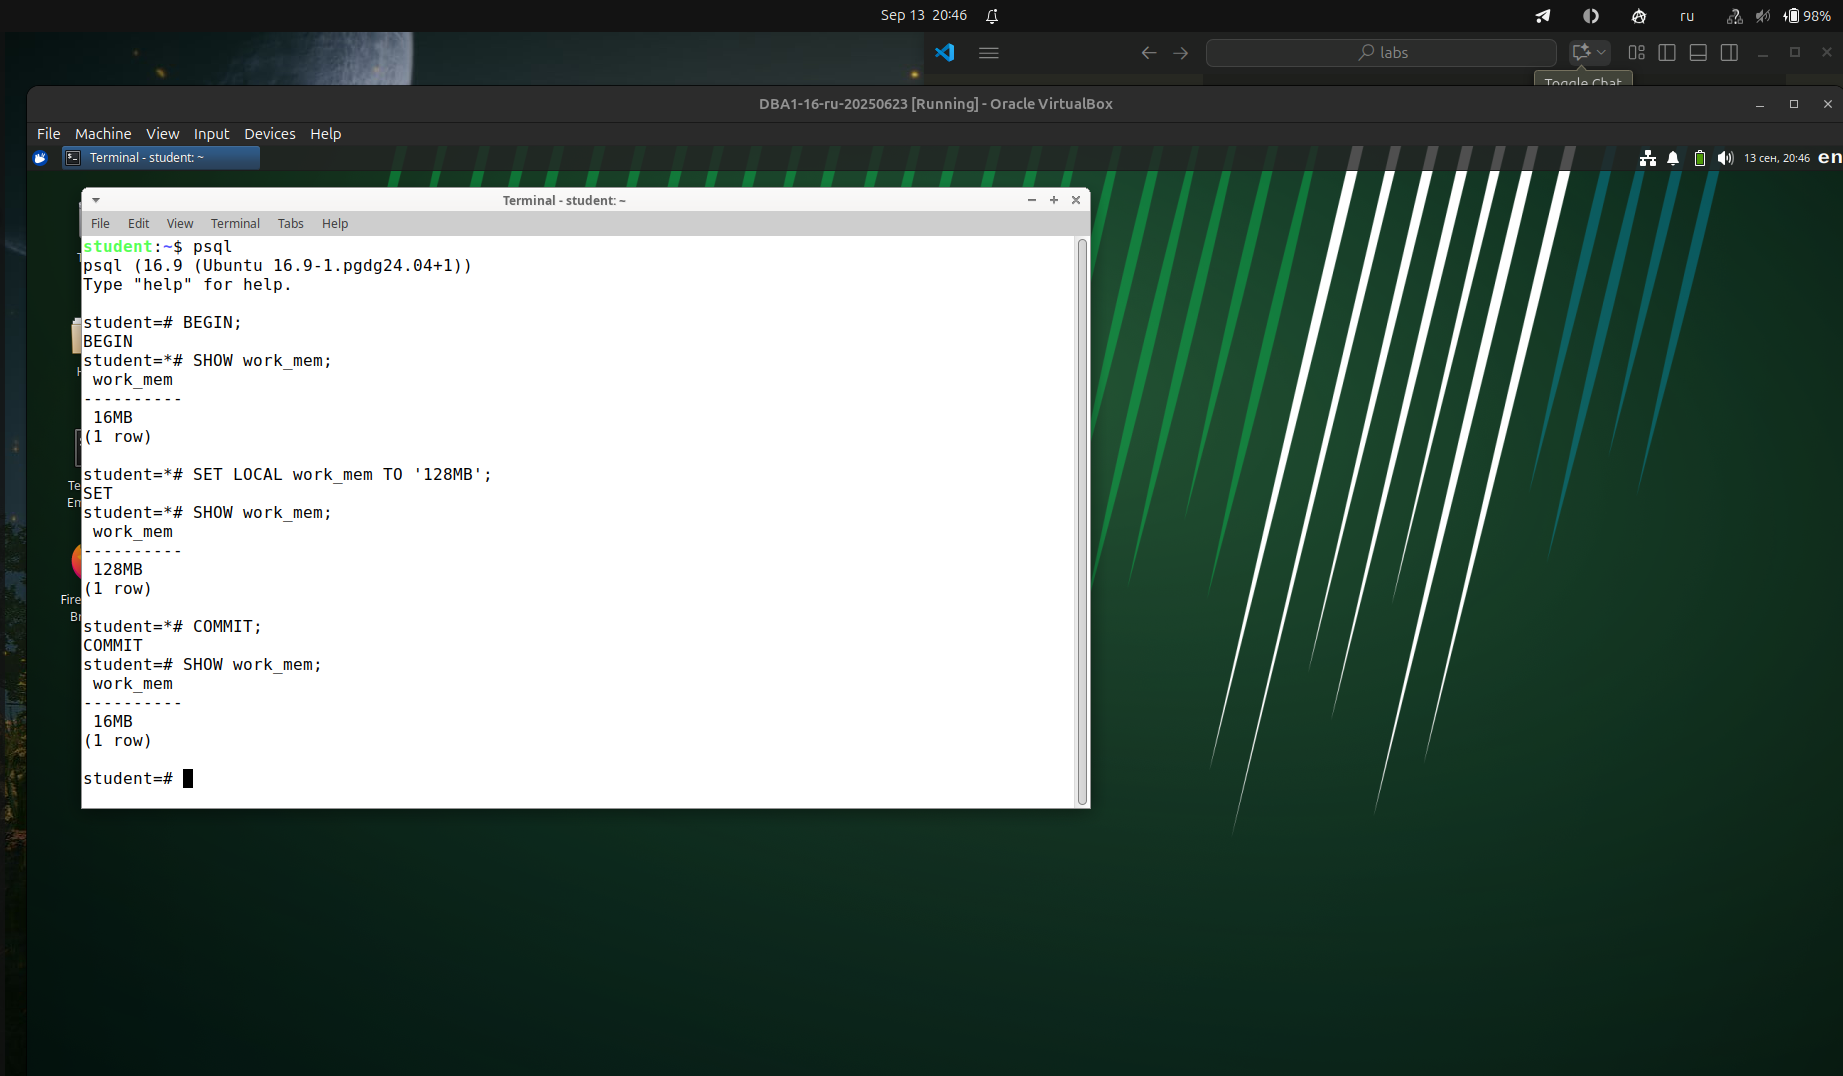 Sep 13 20:46
ru
98%
labs
Toggle Chat
DBA1-16-ru-20250623 [Running] - Oracle VirtualBox
File Machine View Input Devices Help
Terminal - student: ~
13 сен, 20:46 en
Terminal - student: ~
File Edit View Terminal Tabs Help
student:~$ psql
psql (16.9 (Ubuntu 16.9-1.pgdg24.04+1))
Type "help" for help.
student=# BEGIN;
BEGIN
student=*# SHOW work_mem;
work_mem
----------
16MB
(1 row)
student=*# SET LOCAL work_mem TO '128MB';
SET
student=*# SHOW work_mem;
work_mem
----------
128MB
(1 row)
student=*# COMMIT;
COMMIT
student=# SHOW work_mem;
work_mem
----------
16MB
(1 row)
student=#